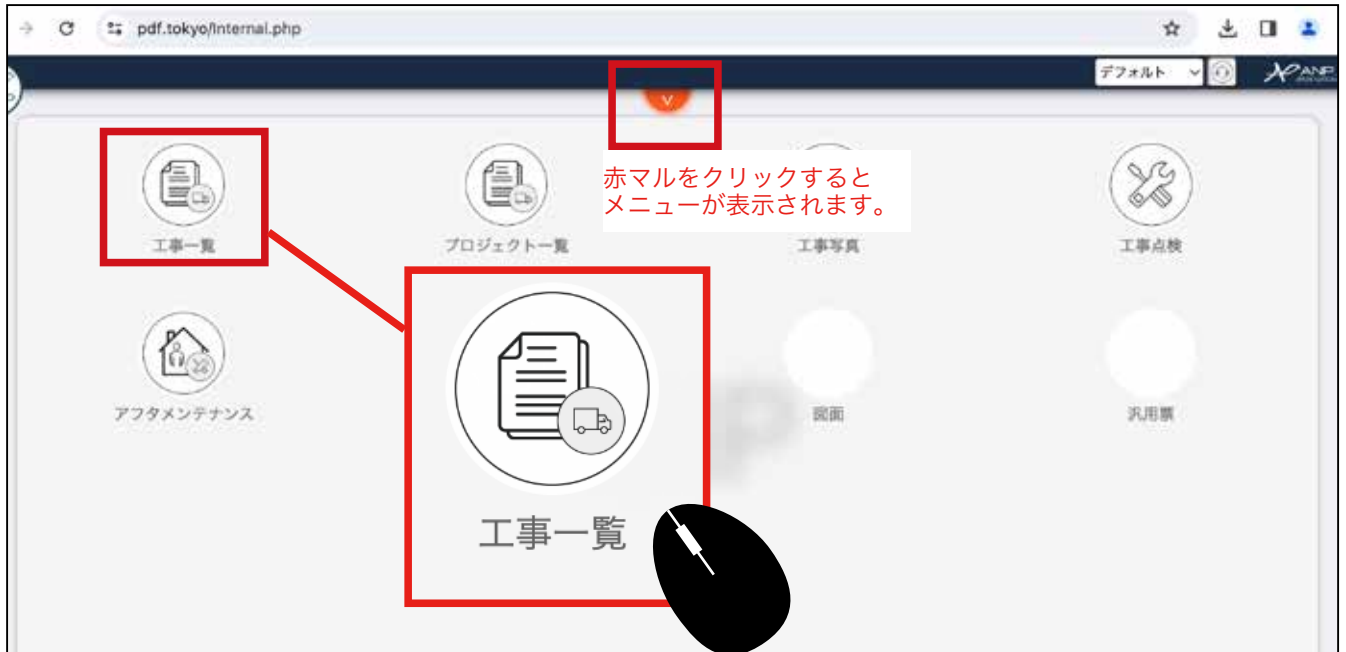 pdf.tokyo/Internal.php
デフォルト
ANP
v
赤マルをクリックすると
メニューが表示されます。
工事一覧
プロジェクト一覧
工事写真
工事点検
アフタメンテナンス
図面
汎用票
工事一覧